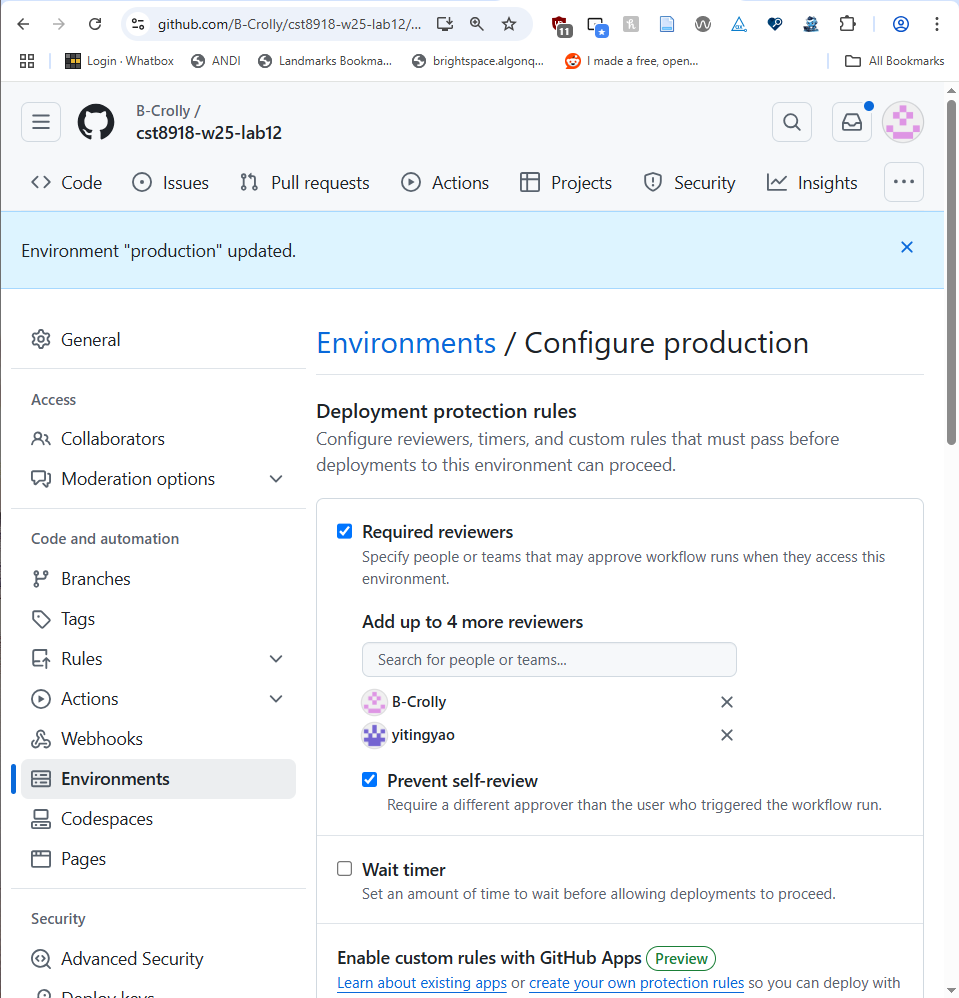 github.com/B-Crolly/cst8918-w25-lab12/...
11
Login · Whatbox
ANDI
Landmarks Bookma...
brightspace.algonq...
I made a free, open...
All Bookmarks
B-Crolly /
cst8918-w25-lab12
Code
Issues
Pull requests
Actions
Projects
Security
Insights
Environment "production" updated.
General
Access
Collaborators
Moderation options
Code and automation
Branches
Tags
Rules
Actions
Webhooks
Environments
Codespaces
Pages
Security
Advanced Security
Deploy keys
Environments / Configure production
Deployment protection rules
Configure reviewers, timers, and custom rules that must pass before
deployments to this environment can proceed.
Required reviewers
Specify people or teams that may approve workflow runs when they access this
environment.
Add up to 4 more reviewers
Search for people or teams...
B-Crolly
yitingyao
Prevent self-review
Require a different approver than the user who triggered the workflow run.
Wait timer
Set an amount of time to wait before allowing deployments to proceed.
Enable custom rules with GitHub Apps Preview
Learn about existing apps or create your own protection rules so you can deploy with